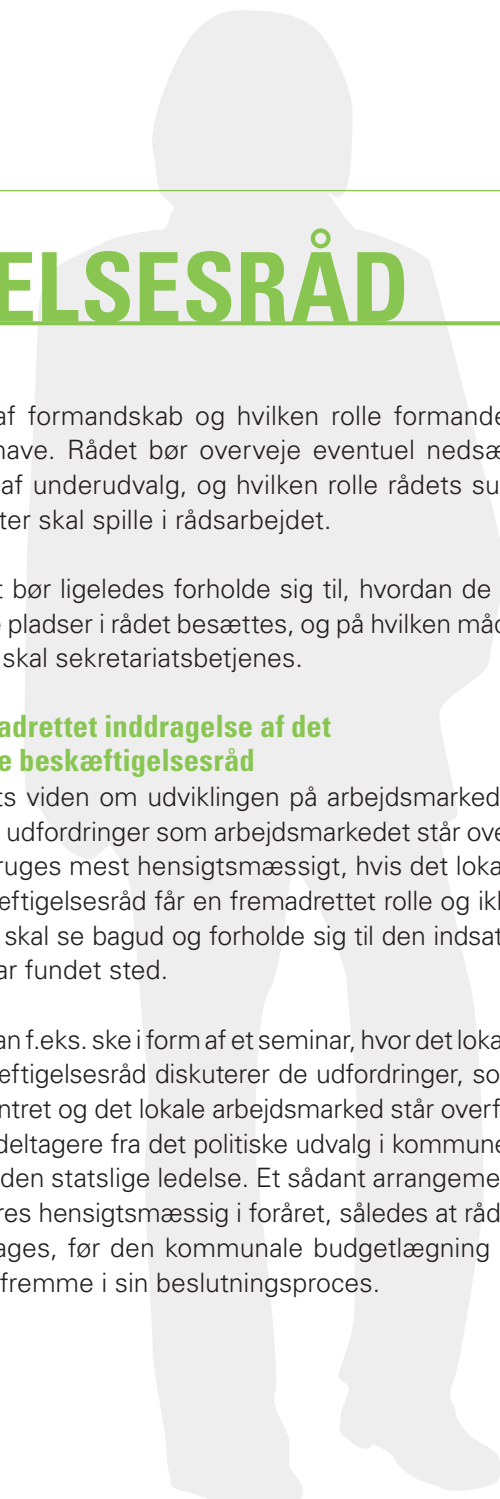 ELSESRÅD
af formandskab og hvilken rolle formande
have. Rådet bør overveje eventuel nedsæ
af underudvalg, og hvilken rolle rådets su
ter skal spille i rådsarbejdet.
t bør ligeledes forholde sig til, hvordan de
e pladser i rådet besættes, og på hvilken måd
skal sekretariatsbetjenes.
adrettet inddragelse af det
e beskæftigelsesråd
ts viden om udviklingen på arbejdsmarked
udfordringer som arbejdsmarkedet står ove
ruges mest hensigtsmæssigt, hvis det loka
æftigelsesråd får en fremadrettet rolle og ikk
skal se bagud og forholde sig til den indsat
ar fundet sted.
an f.eks. ske i form af et seminar, hvor det loka
æftigelsesråd diskuterer de udfordringer, so
ntret og det lokale arbejdsmarked står overf
deltagere fra det politiske udvalg i kommune
den statslige ledelse. Et sådant arrangeme
res hensigtsmæssig i foråret, således at råd
ages, før den kommunale budgetlægning
fremme i sin beslutningsproces.